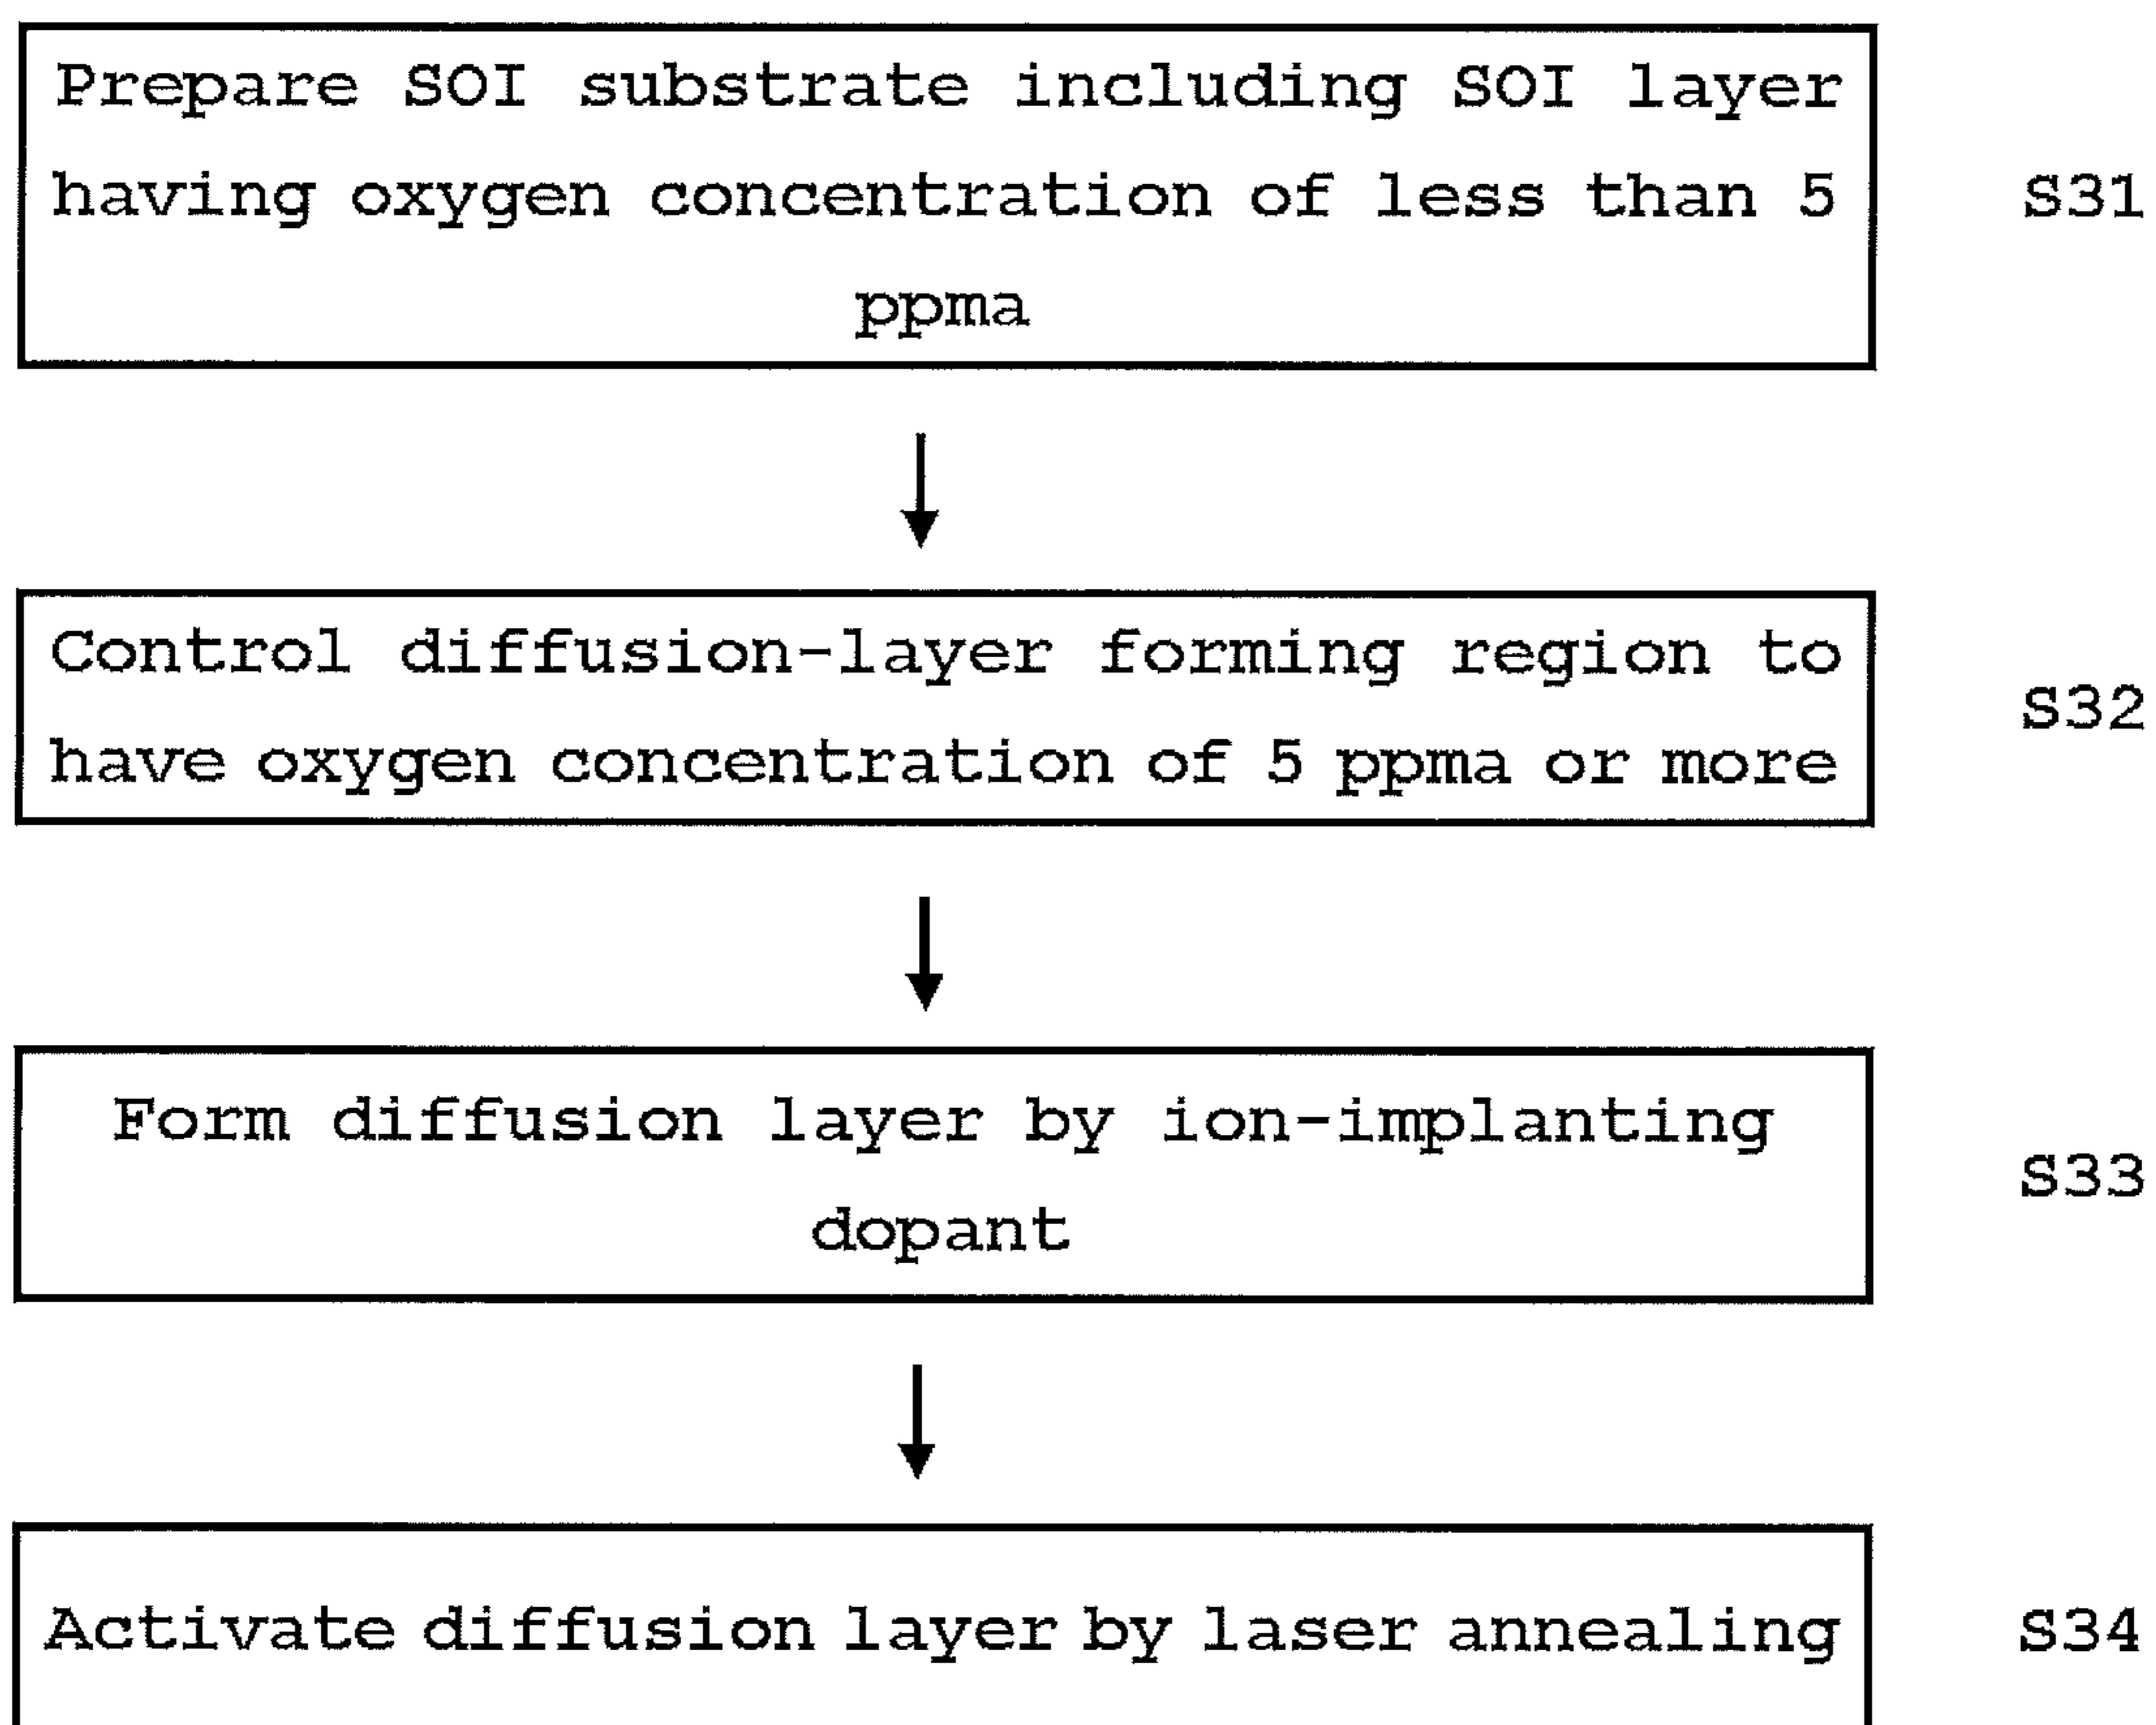 Prepare SOI substrate including SOI layer
having oxygen concentration of less than 5
ppma
S31
Control diffusion-layer forming region to
have oxygen concentration of 5 ppma or more
S32
Form diffusion layer by ion-implanting
dopant
S33
Activate diffusion layer by laser annealing
S34